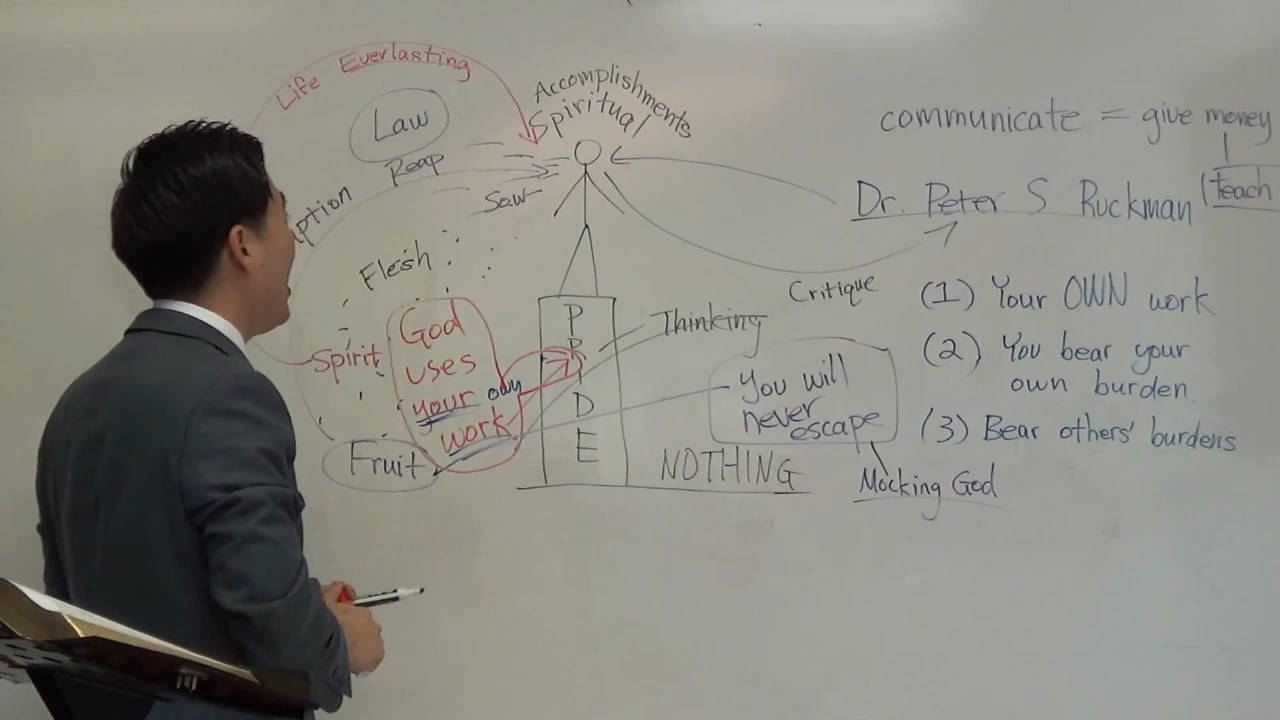 Life Everlasting
Accomplishments
Spiritual
Law
Reap
Sow
Flesh
Spirit
God
uses
your own
work
Fruit
P
R
I
D
E
Thinking
You will
never
escape
NOTHING
Mocking God
communicate = give money
teach
Dr. Peter S Ruckman
Critique
(1) Your OWN work
(2) You bear your
own burden.
(3) Bear others' burdens